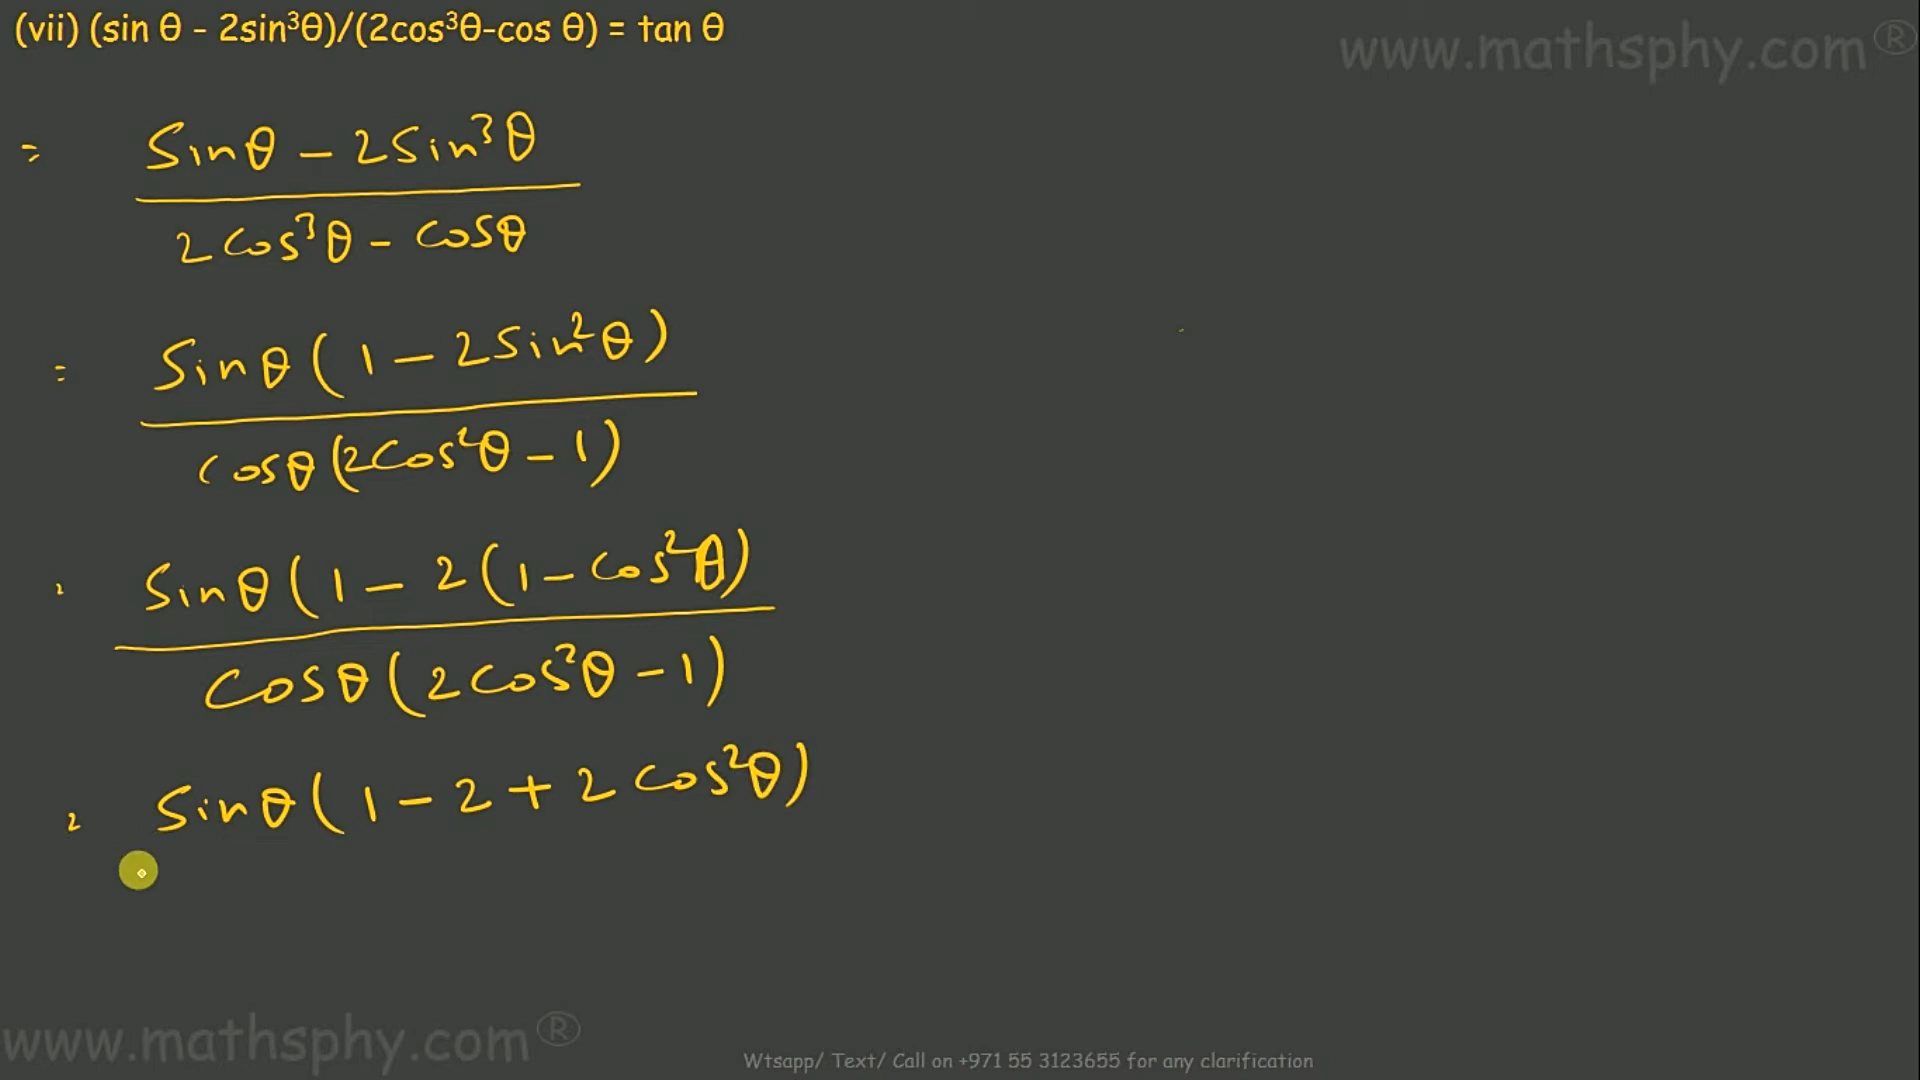 (vii) (sin θ - 2sin³θ)/(2cos³θ-cos θ) = tan θ
www.mathsphy.com®
= Sinθ - 2Sin³θ
2Cos³θ - Cosθ
= Sinθ(1 - 2Sin²θ)
Cosθ(2Cos²θ - 1)
= Sinθ(1 - 2(1 - Cos²θ)
Cosθ(2Cos²θ - 1)
= Sinθ(1 - 2 + 2Cos²θ)
www.mathsphy.com®
Wtsapp/ Text/ Call on +971 55 3123655 for any clarification